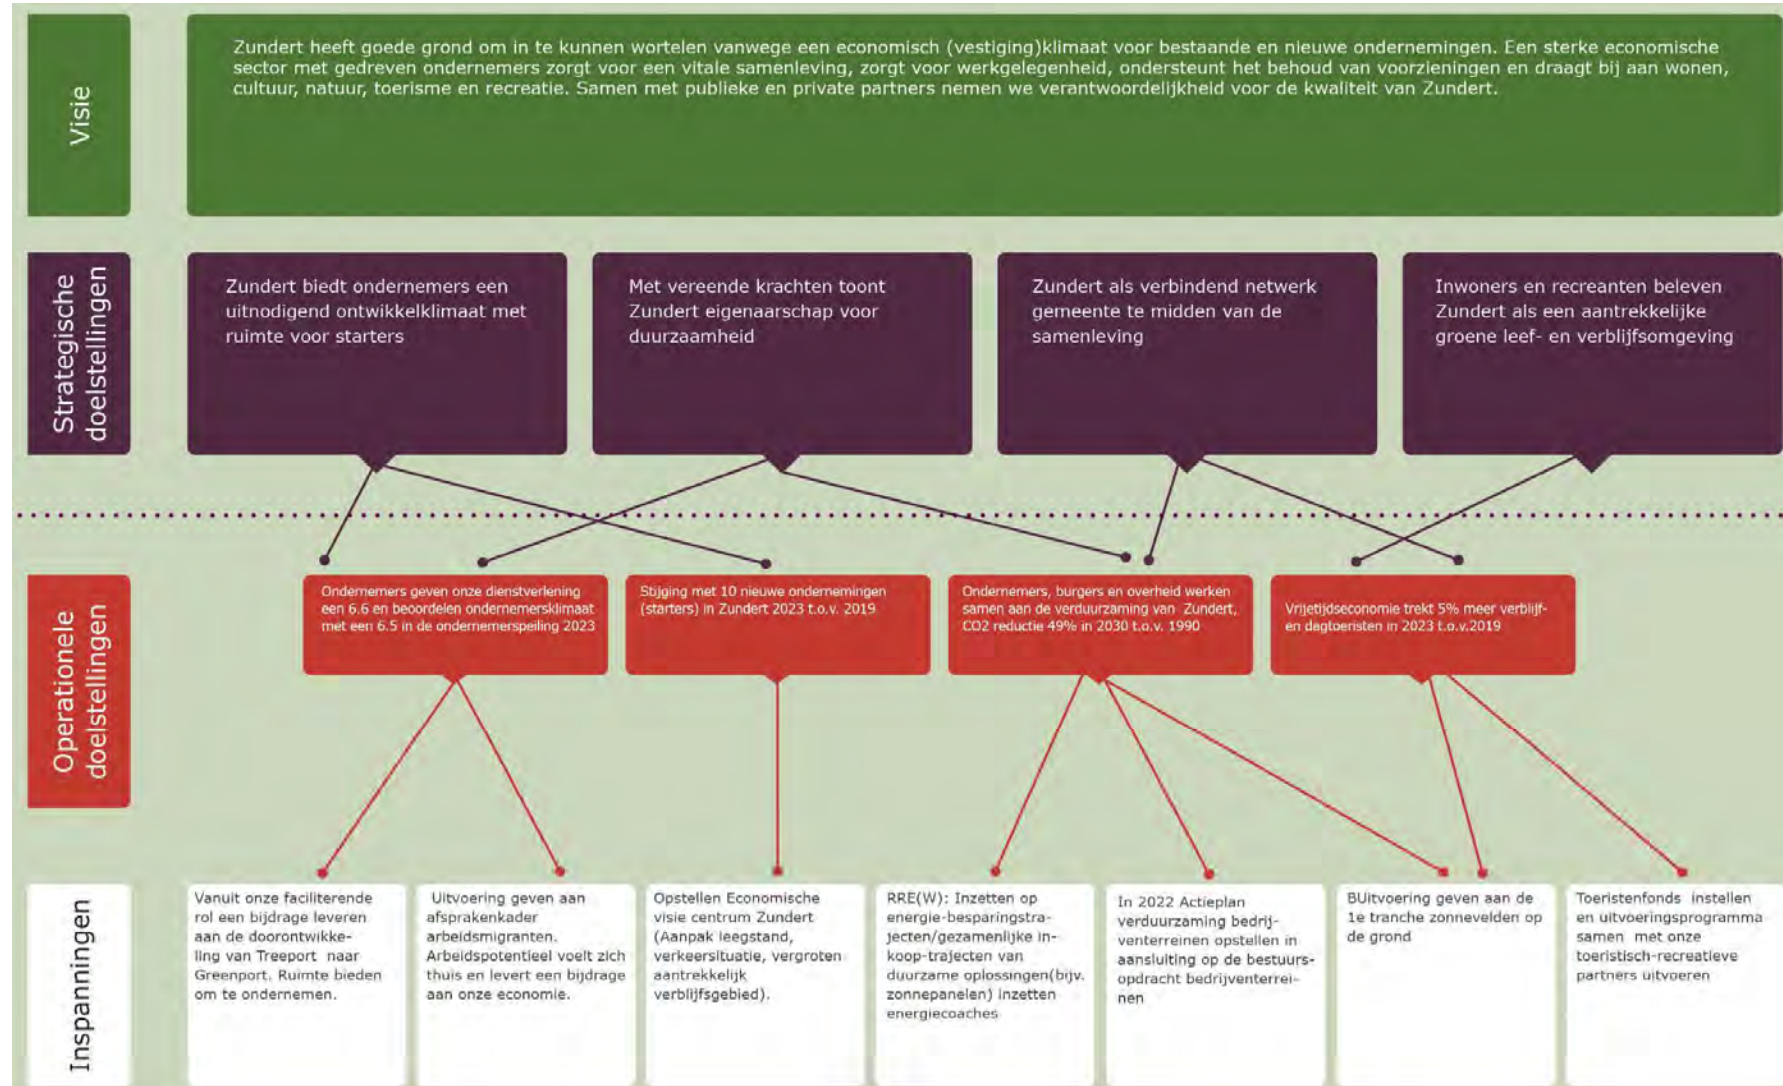 Visie
Zundert heeft goede grond om in te kunnen wortelen vanwege een economisch (vestiging)klimaat voor bestaande en nieuwe ondernemingen. Een sterke economische
sector met gedreven ondernemers zorgt voor een vitale samenleving, zorgt voor werkgelegenheid, ondersteunt het behoud van voorzieningen en draagt bij aan wonen,
cultuur, natuur, toerisme en recreatie. Samen met publieke en private partners nemen we verantwoordelijkheid voor de kwaliteit van Zundert.
Strategische
doelstellingen
Zundert biedt ondernemers een
uitnodigend ontwikkelklimaat met
ruimte voor starters
Met vereende krachten toont
Zundert eigenaarschap voor
duurzaamheid
Zundert als verbindend netwerk
gemeente te midden van de
samenleving
Inwoners en recreanten beleven
Zundert als een aantrekkelijke
groene leef- en verblijfsomgeving
Operationele
doelstellingen
Ondernemers geven onze dienstverlening
een 6.6 en beoordelen ondernemersklimaat
met een 6.5 in de ondernemerspeiling 2023
Stijging met 10 nieuwe ondernemingen
(starters) in Zundert 2023 t.o.v. 2019
Ondernemers, burgers en overheid werken
samen aan de verduurzaming van Zundert,
CO2 reductie 49% in 2030 t.o.v. 1990
Vrijetijdseconomie trekt 5% meer verblijf-
en dagtoeristen in 2023 t.o.v.2019
Inspanningen
Vanuit onze faciliterende
rol een bijdrage leveren
aan de doorontwikke-
ling van Treeport naar
Greenport. Ruimte bieden
om te ondernemen.
Uitvoering geven aan
afsprakenkader
arbeidsmigranten.
Arbeidspotentieel voelt zich
thuis en levert een bijdrage
aan onze economie.
Opstellen Economische
visie centrum Zundert
(Aanpak leegstand,
verkeersituatie, vergroten
aantrekkelijk
verblijfsgebied).
RRE(W): Inzetten op
energie-besparingstra-
jecten/gezamenlijke in-
koop-trajecten van
duurzame oplossingen(bijv.
zonnepanelen) inzetten
energiecoaches
In 2022 Actieplan
verduurzaming bedrij-
venterreinen opstellen in
aansluiting op de bestuurs-
opdracht bedrijventerrei-
nen
BUitvoering geven aan de
1e tranche zonnevelden op
de grond
Toeristenfonds instellen
en uitvoeringsprogramma
samen met onze
toeristisch-recreatieve
partners uitvoeren